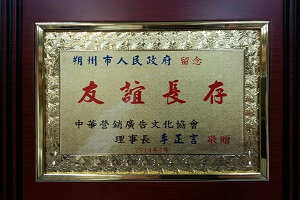 朔州市人民政府 留念
友誼長存
中華營銷廣告文化協會
理事長 李正言 敬贈